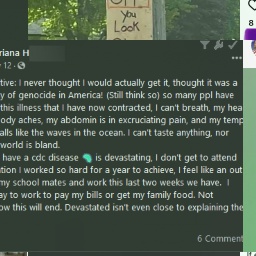 OFF
you
Look
8
riana H
12 ·
tive: I never thought I would actually get it, thought it was a
y of genocide in America! (Still think so) so many ppl have
this illness that I have now contracted, I can't breath, my hea
ody aches, my abdomin is in excruciating pain, and my temp
alls like the waves in the ocean. I can't taste anything, nor
world is bland.
have a cdc disease 🦠 is devastating, I don't get to attend
tion I worked so hard for a year to achieve, I feel like an out
my school mates and work this last two weeks we have. I
ay to work to pay my bills or get my family food. Not
ow this will end. Devastated isn't even close to explaining the
6 Comment